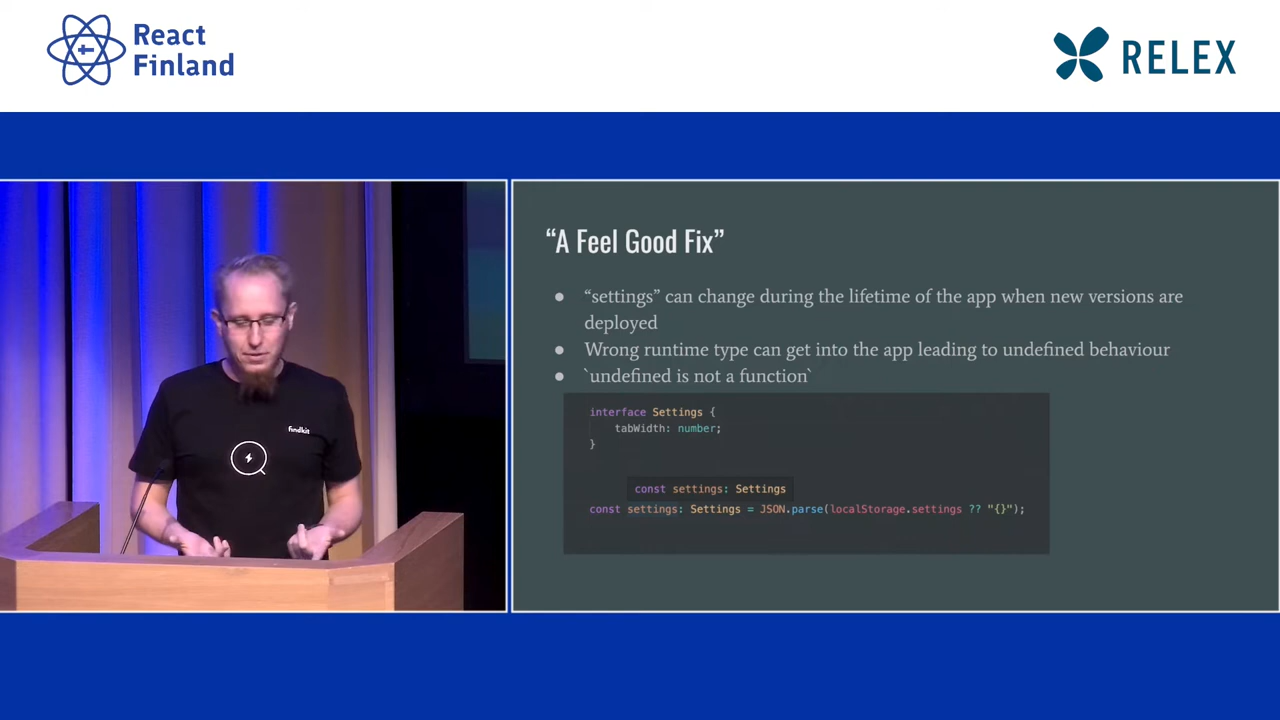 React
Finland
RELEX
findkit
“A Feel Good Fix”
● “settings” can change during the lifetime of the app when new versions are
deployed
● Wrong runtime type can get into the app leading to undefined behaviour
● `undefined is not a function`
interface Settings {
tabWidth: number;
}
const settings: Settings
const settings: Settings = JSON.parse(localStorage.settings ?? "{}");